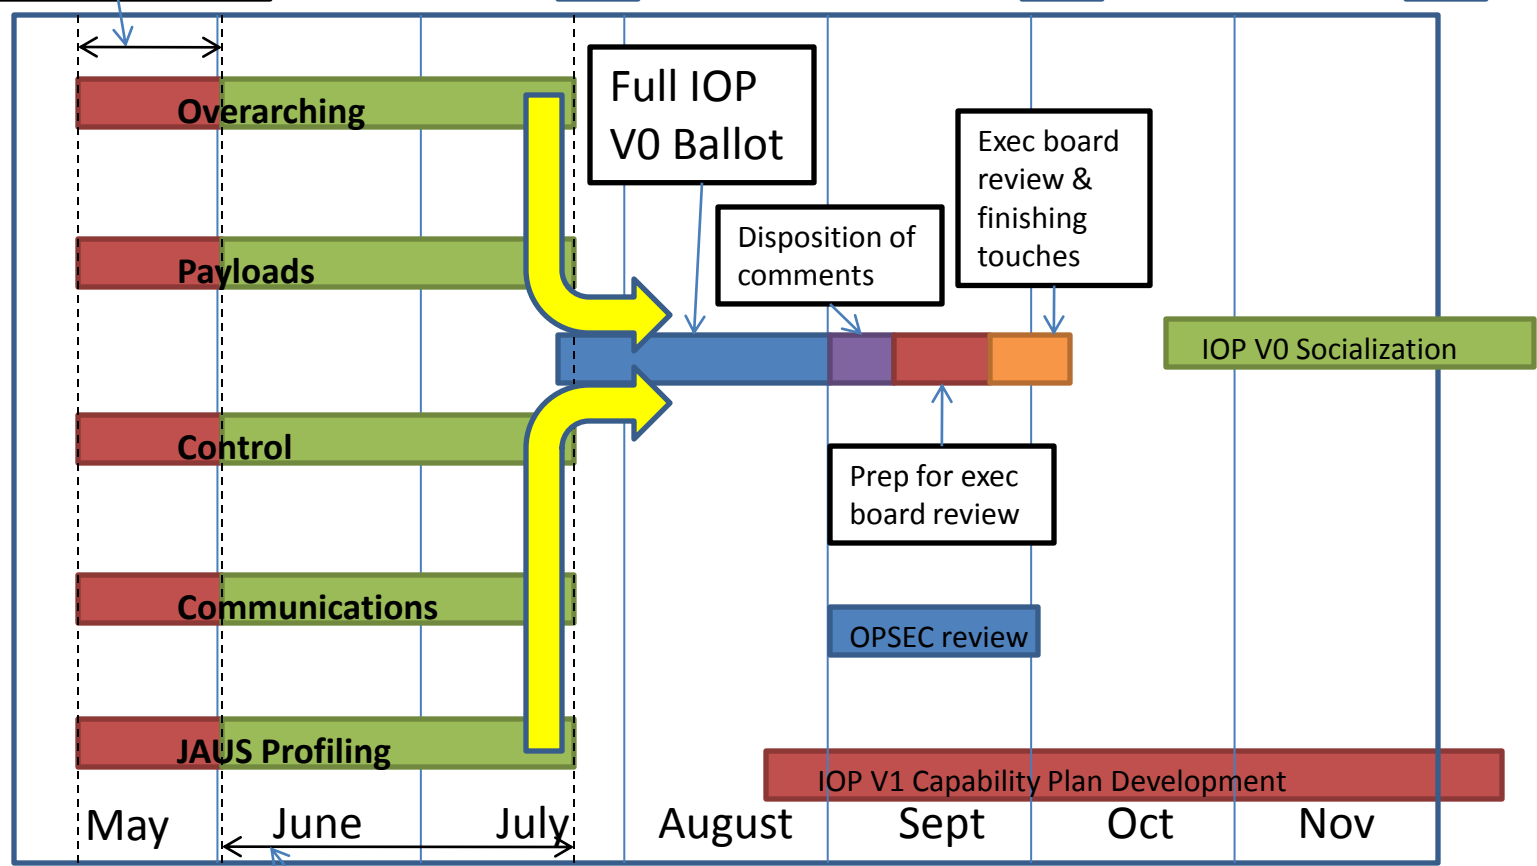 Overarching
Full IOP
V0 Ballot
Exec board
review &
finishing
touches
Disposition of
comments
Payloads
IOP V0 Socialization
Control
Prep for exec
board review
Communications
OPSEC review
JAUS Profiling
IOP V1 Capability Plan Development
May June July August Sept Oct Nov